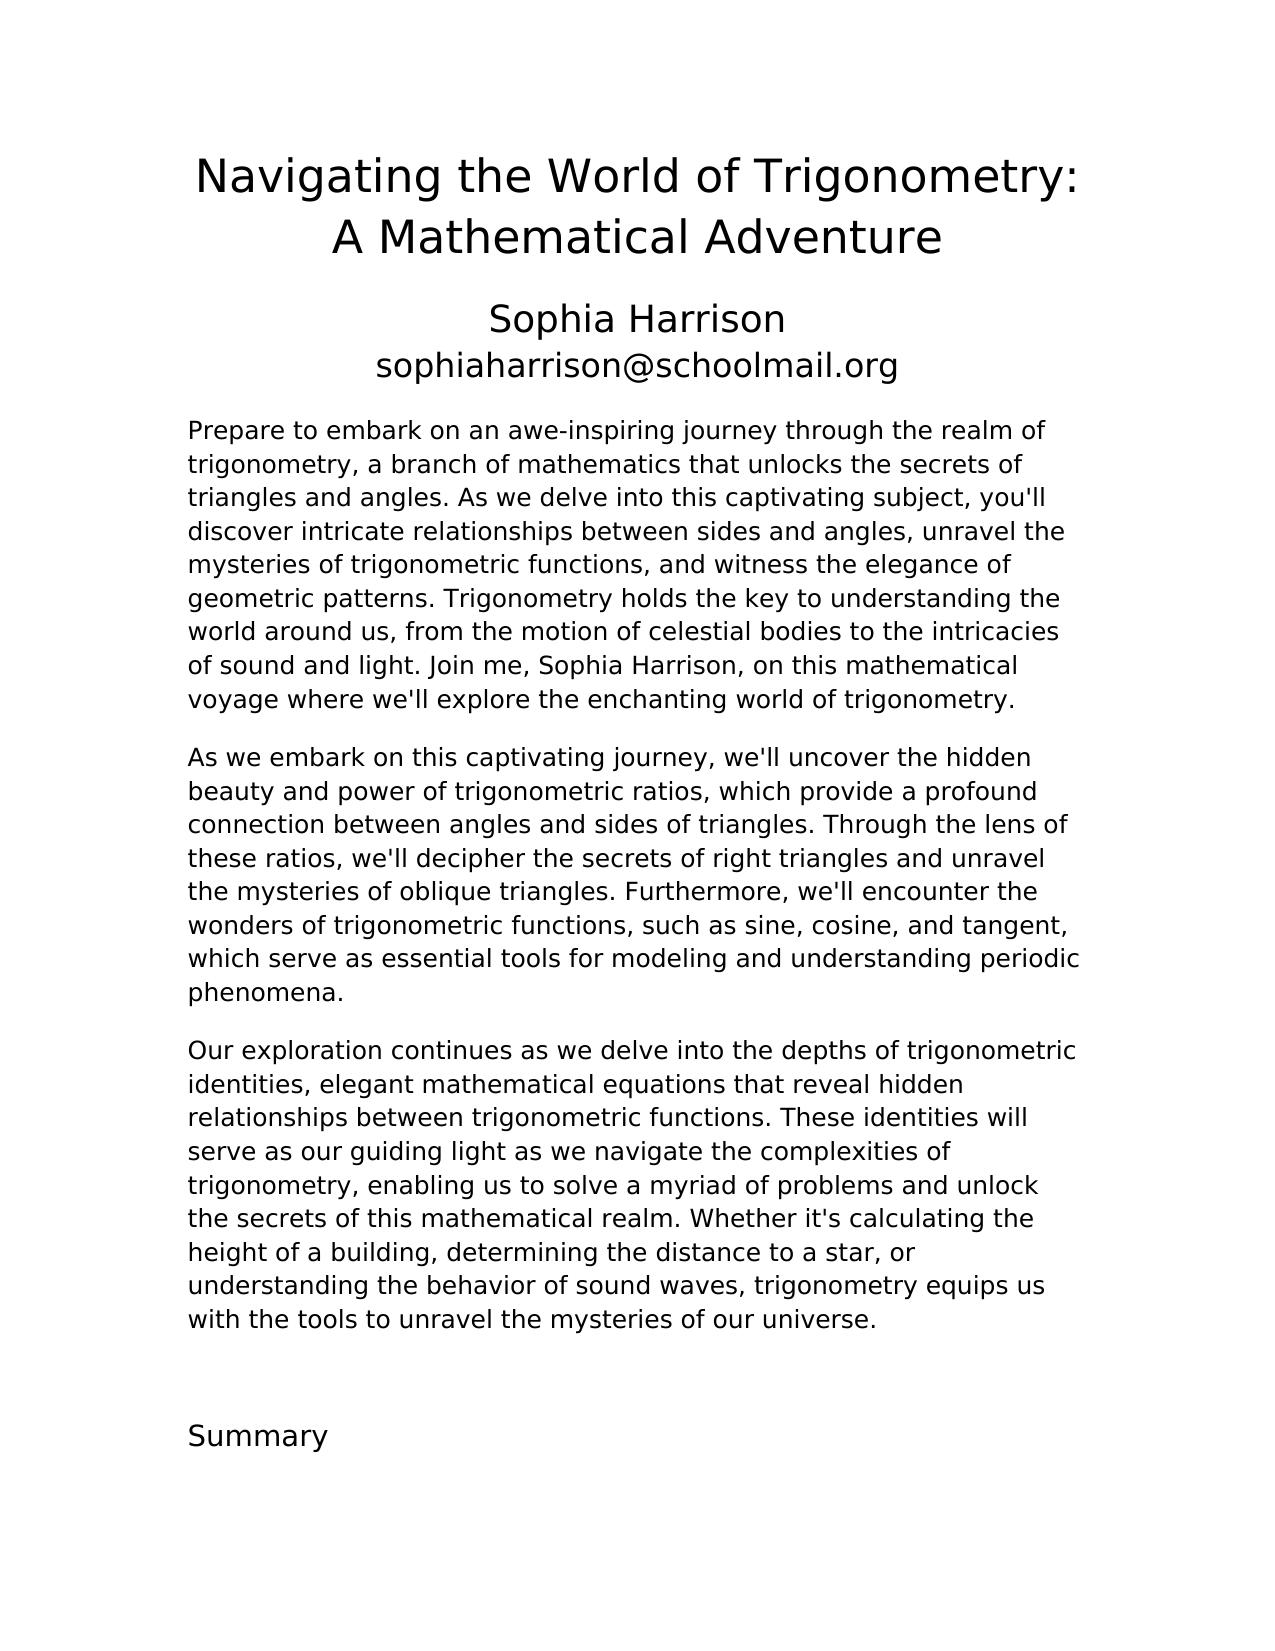 Navigating the World of Trigonometry:
A Mathematical Adventure
Sophia Harrison
sophiaharrison@schoolmail.org
Prepare to embark on an awe-inspiring journey through the realm of
trigonometry, a branch of mathematics that unlocks the secrets of
triangles and angles. As we delve into this captivating subject, you'll
discover intricate relationships between sides and angles, unravel the
mysteries of trigonometric functions, and witness the elegance of
geometric patterns. Trigonometry holds the key to understanding the
world around us, from the motion of celestial bodies to the intricacies
of sound and light. Join me, Sophia Harrison, on this mathematical
voyage where we'll explore the enchanting world of trigonometry.
As we embark on this captivating journey, we'll uncover the hidden
beauty and power of trigonometric ratios, which provide a profound
connection between angles and sides of triangles. Through the lens of
these ratios, we'll decipher the secrets of right triangles and unravel
the mysteries of oblique triangles. Furthermore, we'll encounter the
wonders of trigonometric functions, such as sine, cosine, and tangent,
which serve as essential tools for modeling and understanding periodic
phenomena.
Our exploration continues as we delve into the depths of trigonometric
identities, elegant mathematical equations that reveal hidden
relationships between trigonometric functions. These identities will
serve as our guiding light as we navigate the complexities of
trigonometry, enabling us to solve a myriad of problems and unlock
the secrets of this mathematical realm. Whether it's calculating the
height of a building, determining the distance to a star, or
understanding the behavior of sound waves, trigonometry equips us
with the tools to unravel the mysteries of our universe.
Summary